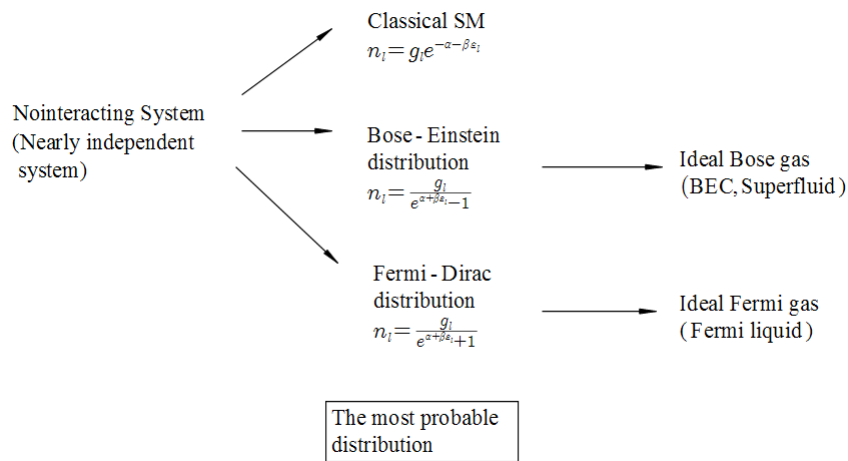 Classical SM
n_l = g_l e^{-α-βε_l}
Nointeracting System
(Nearly independent
system)
Bose - Einstein
distribution
n_l = \frac{g_l}{e^{α+βε_l}-1}
Ideal Bose gas
(BEC, Superfluid)
Fermi - Dirac
distribution
n_l = \frac{g_l}{e^{α+βε_l}+1}
Ideal Fermi gas
(Fermi liquid)
The most probable
distribution